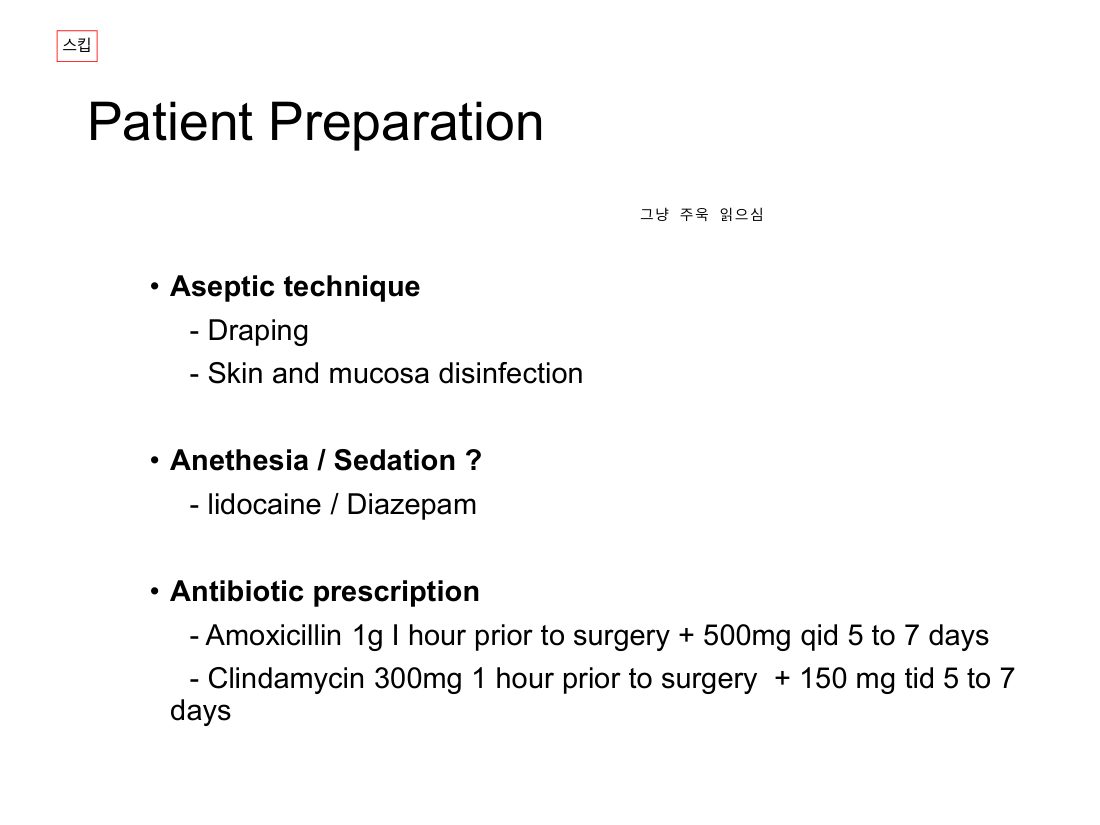 스킵
Patient Preparation
그냥 주욱 읽으심
• Aseptic technique
- Draping
- Skin and mucosa disinfection
• Anethesia / Sedation ?
- lidocaine / Diazepam
• Antibiotic prescription
- Amoxicillin 1g I hour prior to surgery + 500mg qid 5 to 7 days
- Clindamycin 300mg 1 hour prior to surgery + 150 mg tid 5 to 7
days